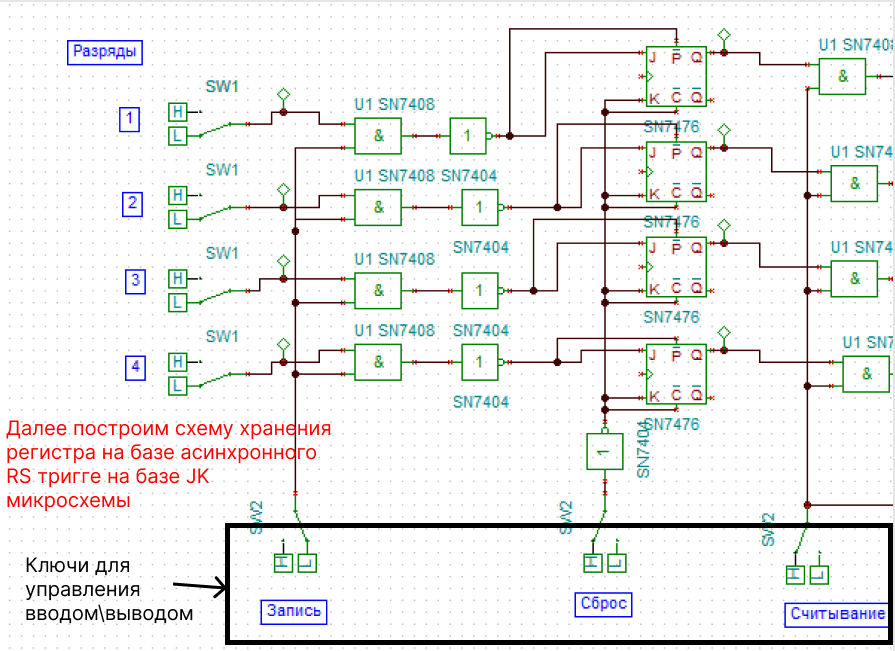 Разряды
U1 SN7408
&
SW1
1
H
L
U1 SN7408
&
1
J P Q
K C Q
SN7476
SW1
2
H
L
U1 SN7408 SN7404
&
1
J P Q
K C Q
SN7476
U1 SN74
&
SW1
3
H
L
SN7404
U1 SN7408
&
1
J P Q
K C Q
SN7476
U1 SN74
&
SW1
4
H
L
U1 SN7408 SN7404
&
1
SN7404
J P Q
K C Q
SN7476
U1 SN7
&
Далее построим схему хранения
регистра на базе асинхронного
RS тригге на базе JK
микросхемы
1
SN7404
SW2
SW2
SW2
H L
H L
H L
Ключи для
управления
вводом\выводом
Запись
Сброс
Считывание